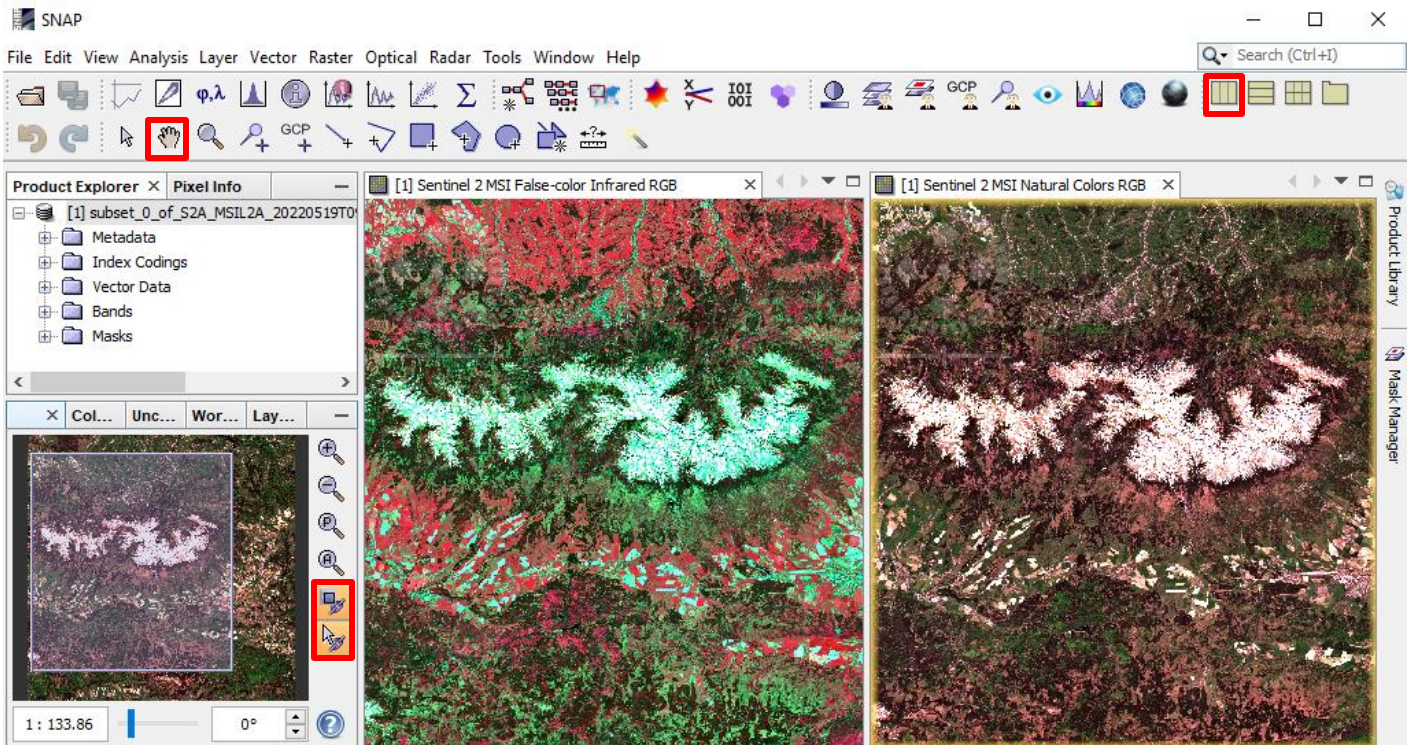 SNAP
File Edit View Analysis Layer Vector Raster Optical Radar Tools Window Help
Search (Ctrl+I)
φ,λ
Σ
X
Y
IOI
OOI
GCP
GCP
Product Explorer × Pixel Info
[1] subset_0_of_S2A_MSIL2A_20220519T0
Metadata
Index Codings
Vector Data
Bands
Masks
× Col... Unc... Wor... Lay...
P
A
1 : 133.86
0°
?
[1] Sentinel 2 MSI False-color Infrared RGB
[1] Sentinel 2 MSI Natural Colors RGB
Product Library
Mask Manager